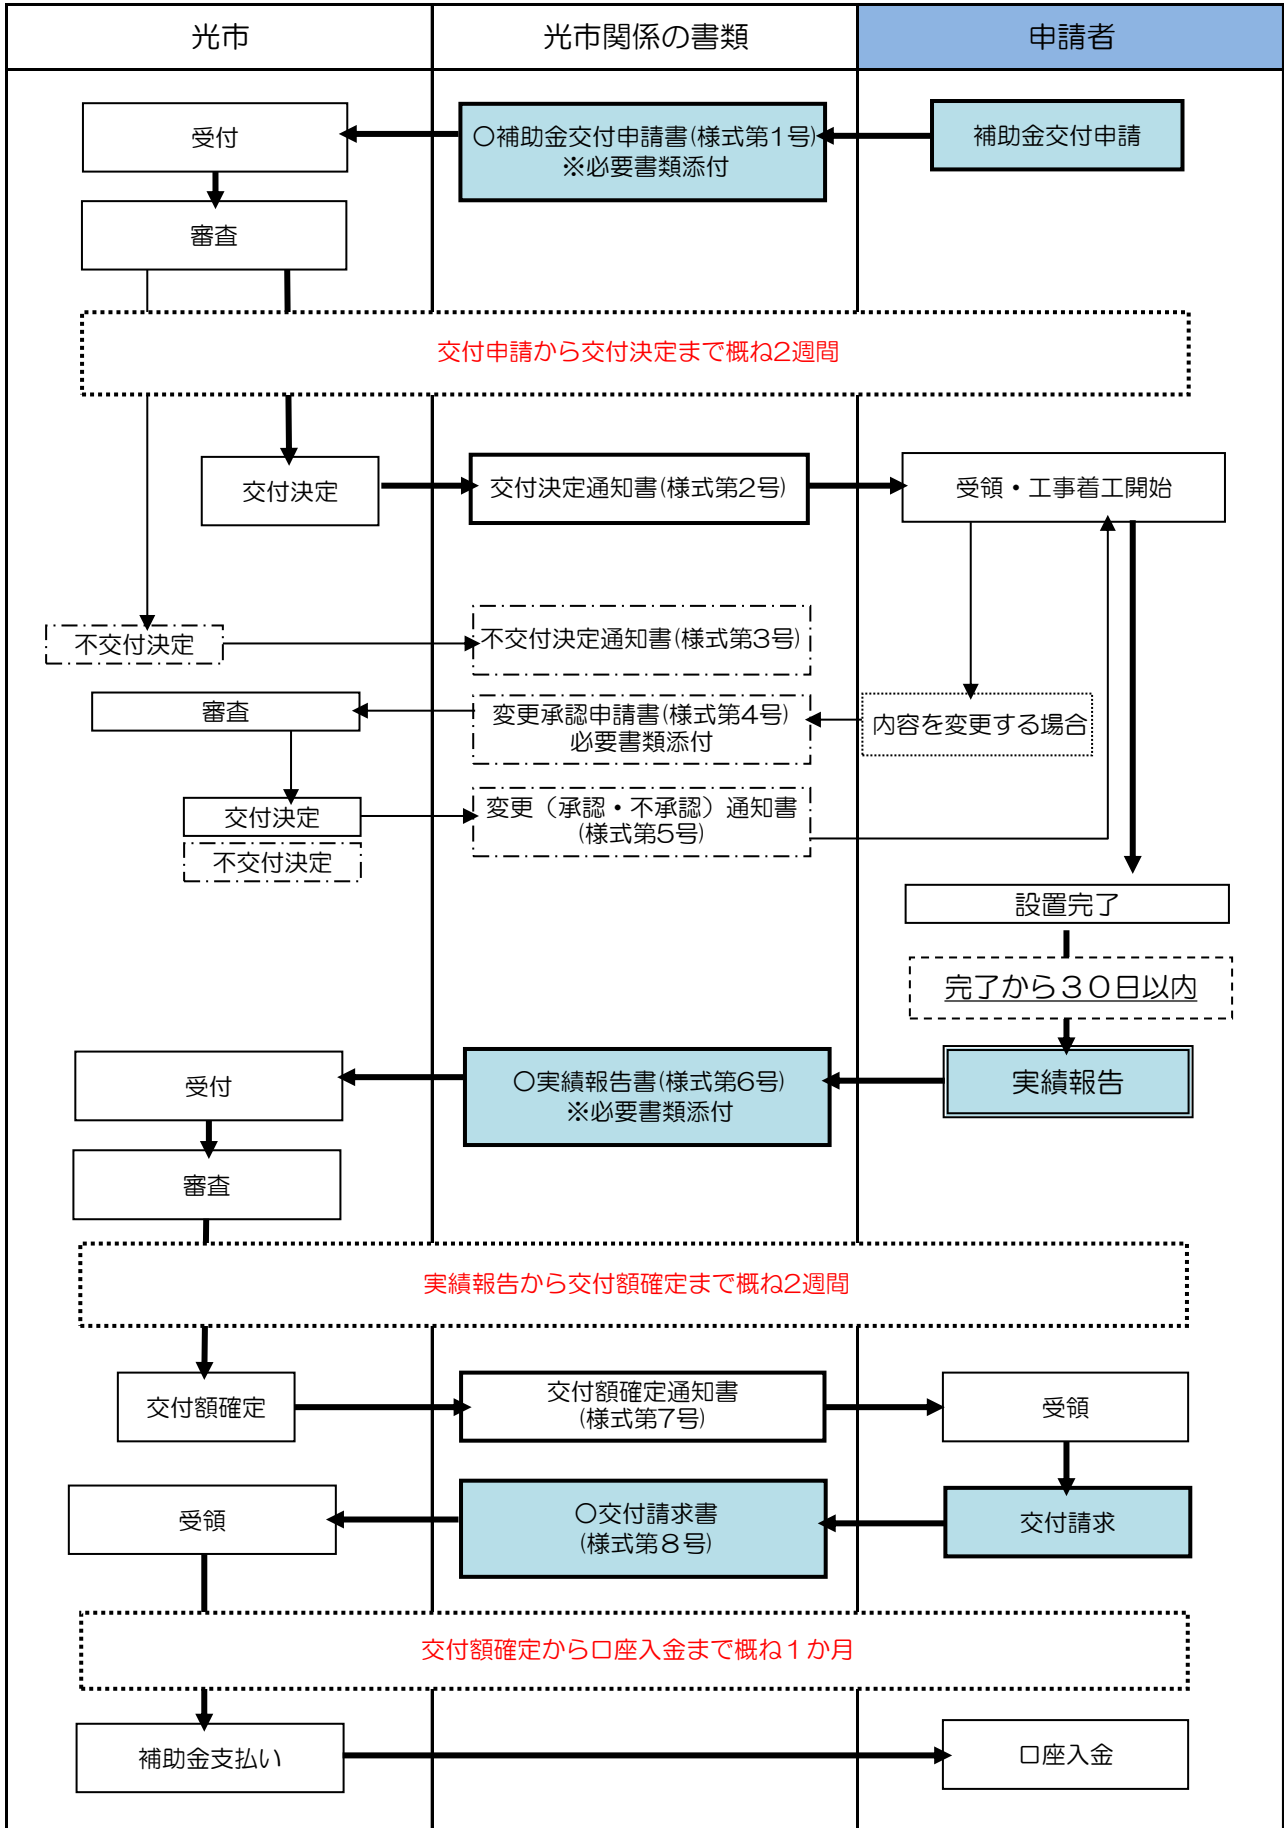 光市
光市関係の書類
申請者
受付
〇補助金交付申請書(様式第1号)
※必要書類添付
補助金交付申請
審査
交付申請から交付決定まで概ね2週間
交付決定
交付決定通知書(様式第2号)
受領・工事着工開始
不交付決定
不交付決定通知書(様式第3号)
審査
変更承認申請書(様式第4号)
必要書類添付
内容を変更する場合
交付決定
不交付決定
変更（承認・不承認）通知書
(様式第5号)
設置完了
完了から３０日以内
受付
〇実績報告書(様式第6号)
※必要書類添付
実績報告
審査
実績報告から交付額確定まで概ね2週間
交付額確定
交付額確定通知書
(様式第7号)
受領
受領
〇交付請求書
(様式第８号)
交付請求
交付額確定から口座入金まで概ね１か月
補助金支払い
口座入金